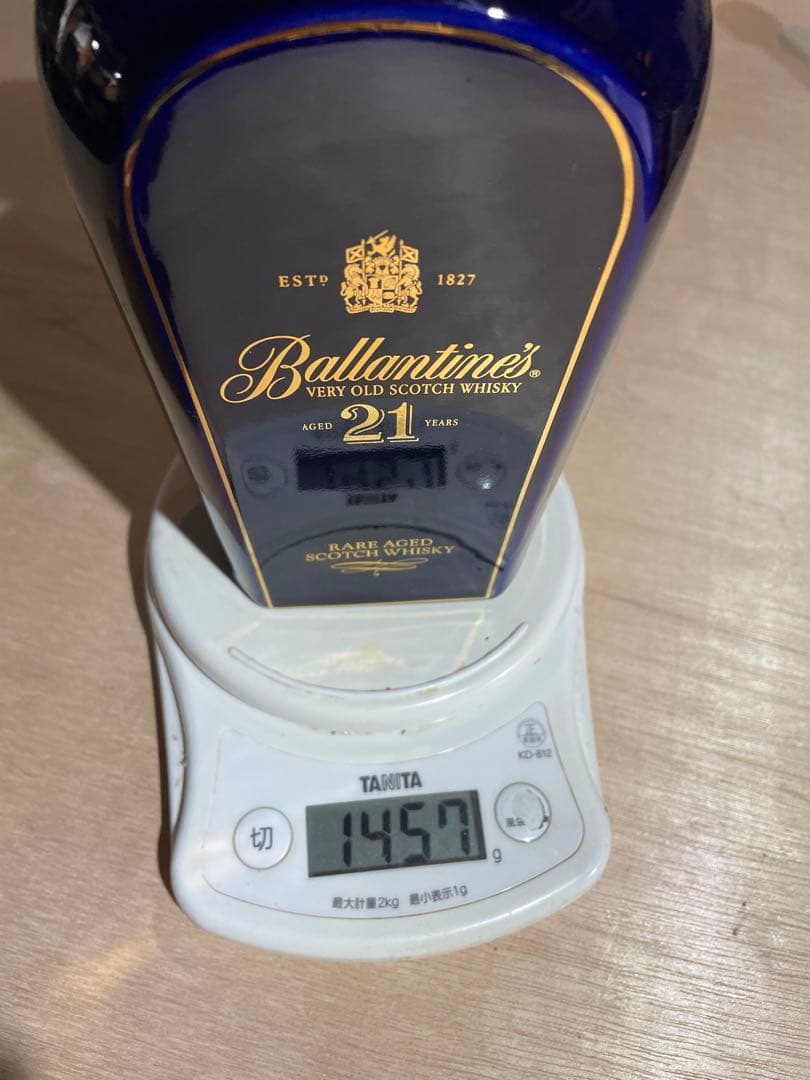 ESTD 1827
Ballantine's®
VERY OLD SCOTCH WHISKY
AGED 21 YEARS
RARE AGED
SCOTCH WHISKY
正
KD-812
TANITA
切
1457 g
最大計量2kg 最小表示1g